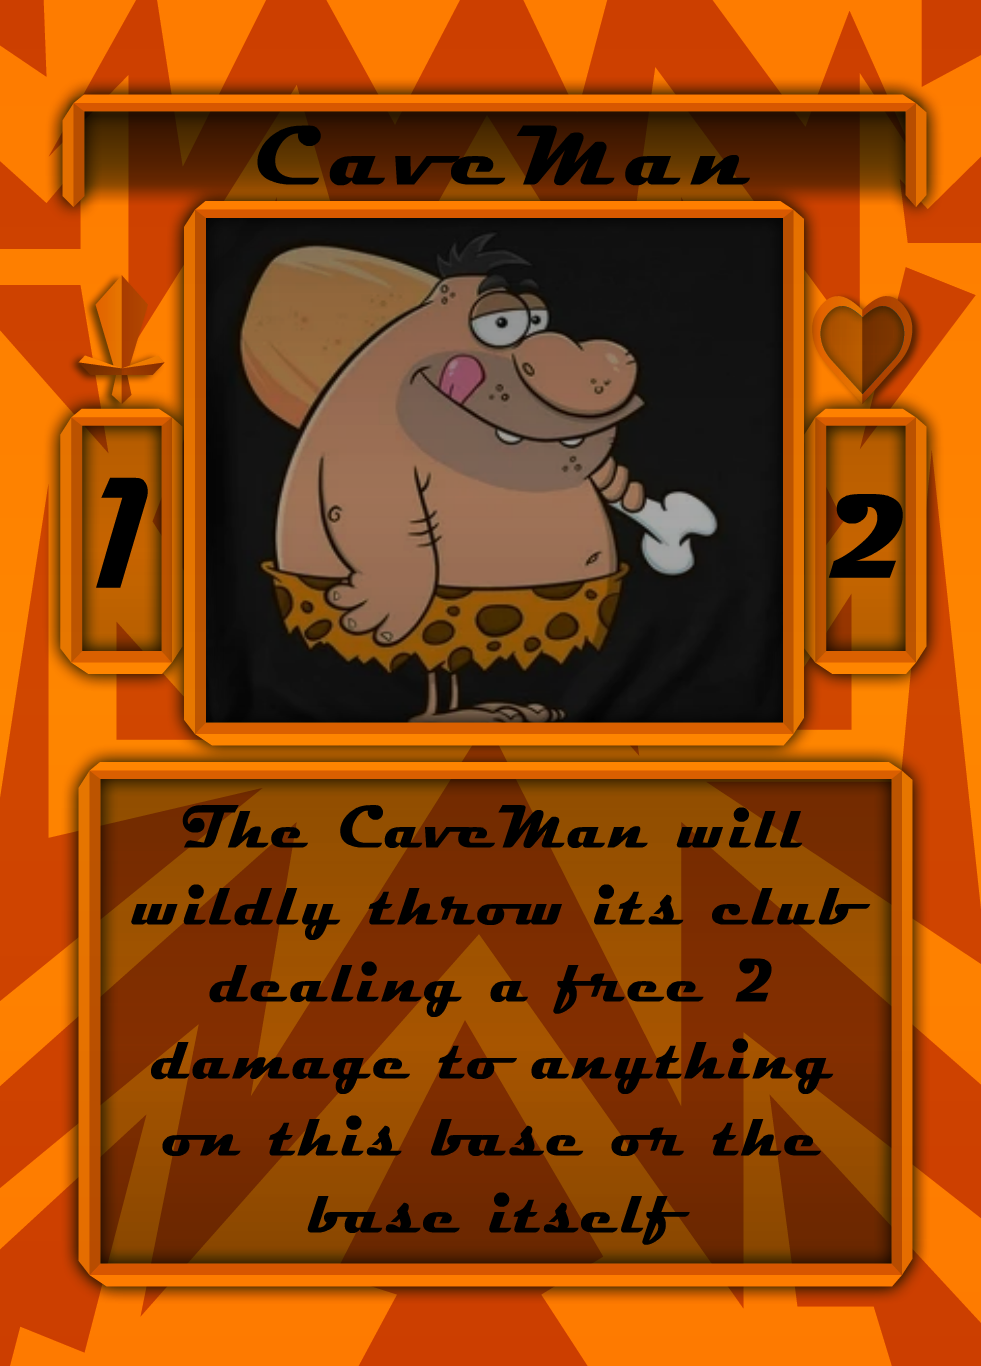 CaveMan
1
2
The CaveMan will
wildly throw its club
dealing a free 2
damage to anything
on this base or the
base itself